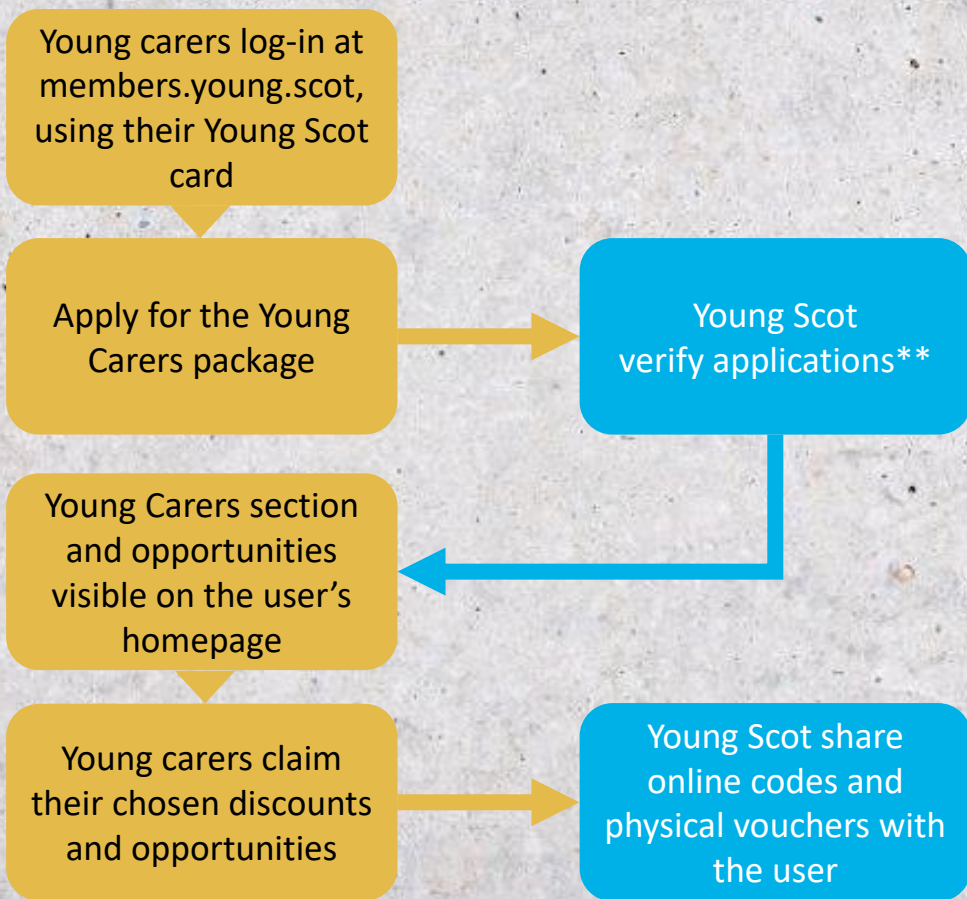 Young carers log-in at
members.young.scot,
using their Young Scot
card
Apply for the Young
Carers package
Young Scot
verify applications**
Young Carers section
and opportunities
visible on the user’s
homepage
Young carers claim
their chosen discounts
and opportunities
Young Scot share
online codes and
physical vouchers with
the user